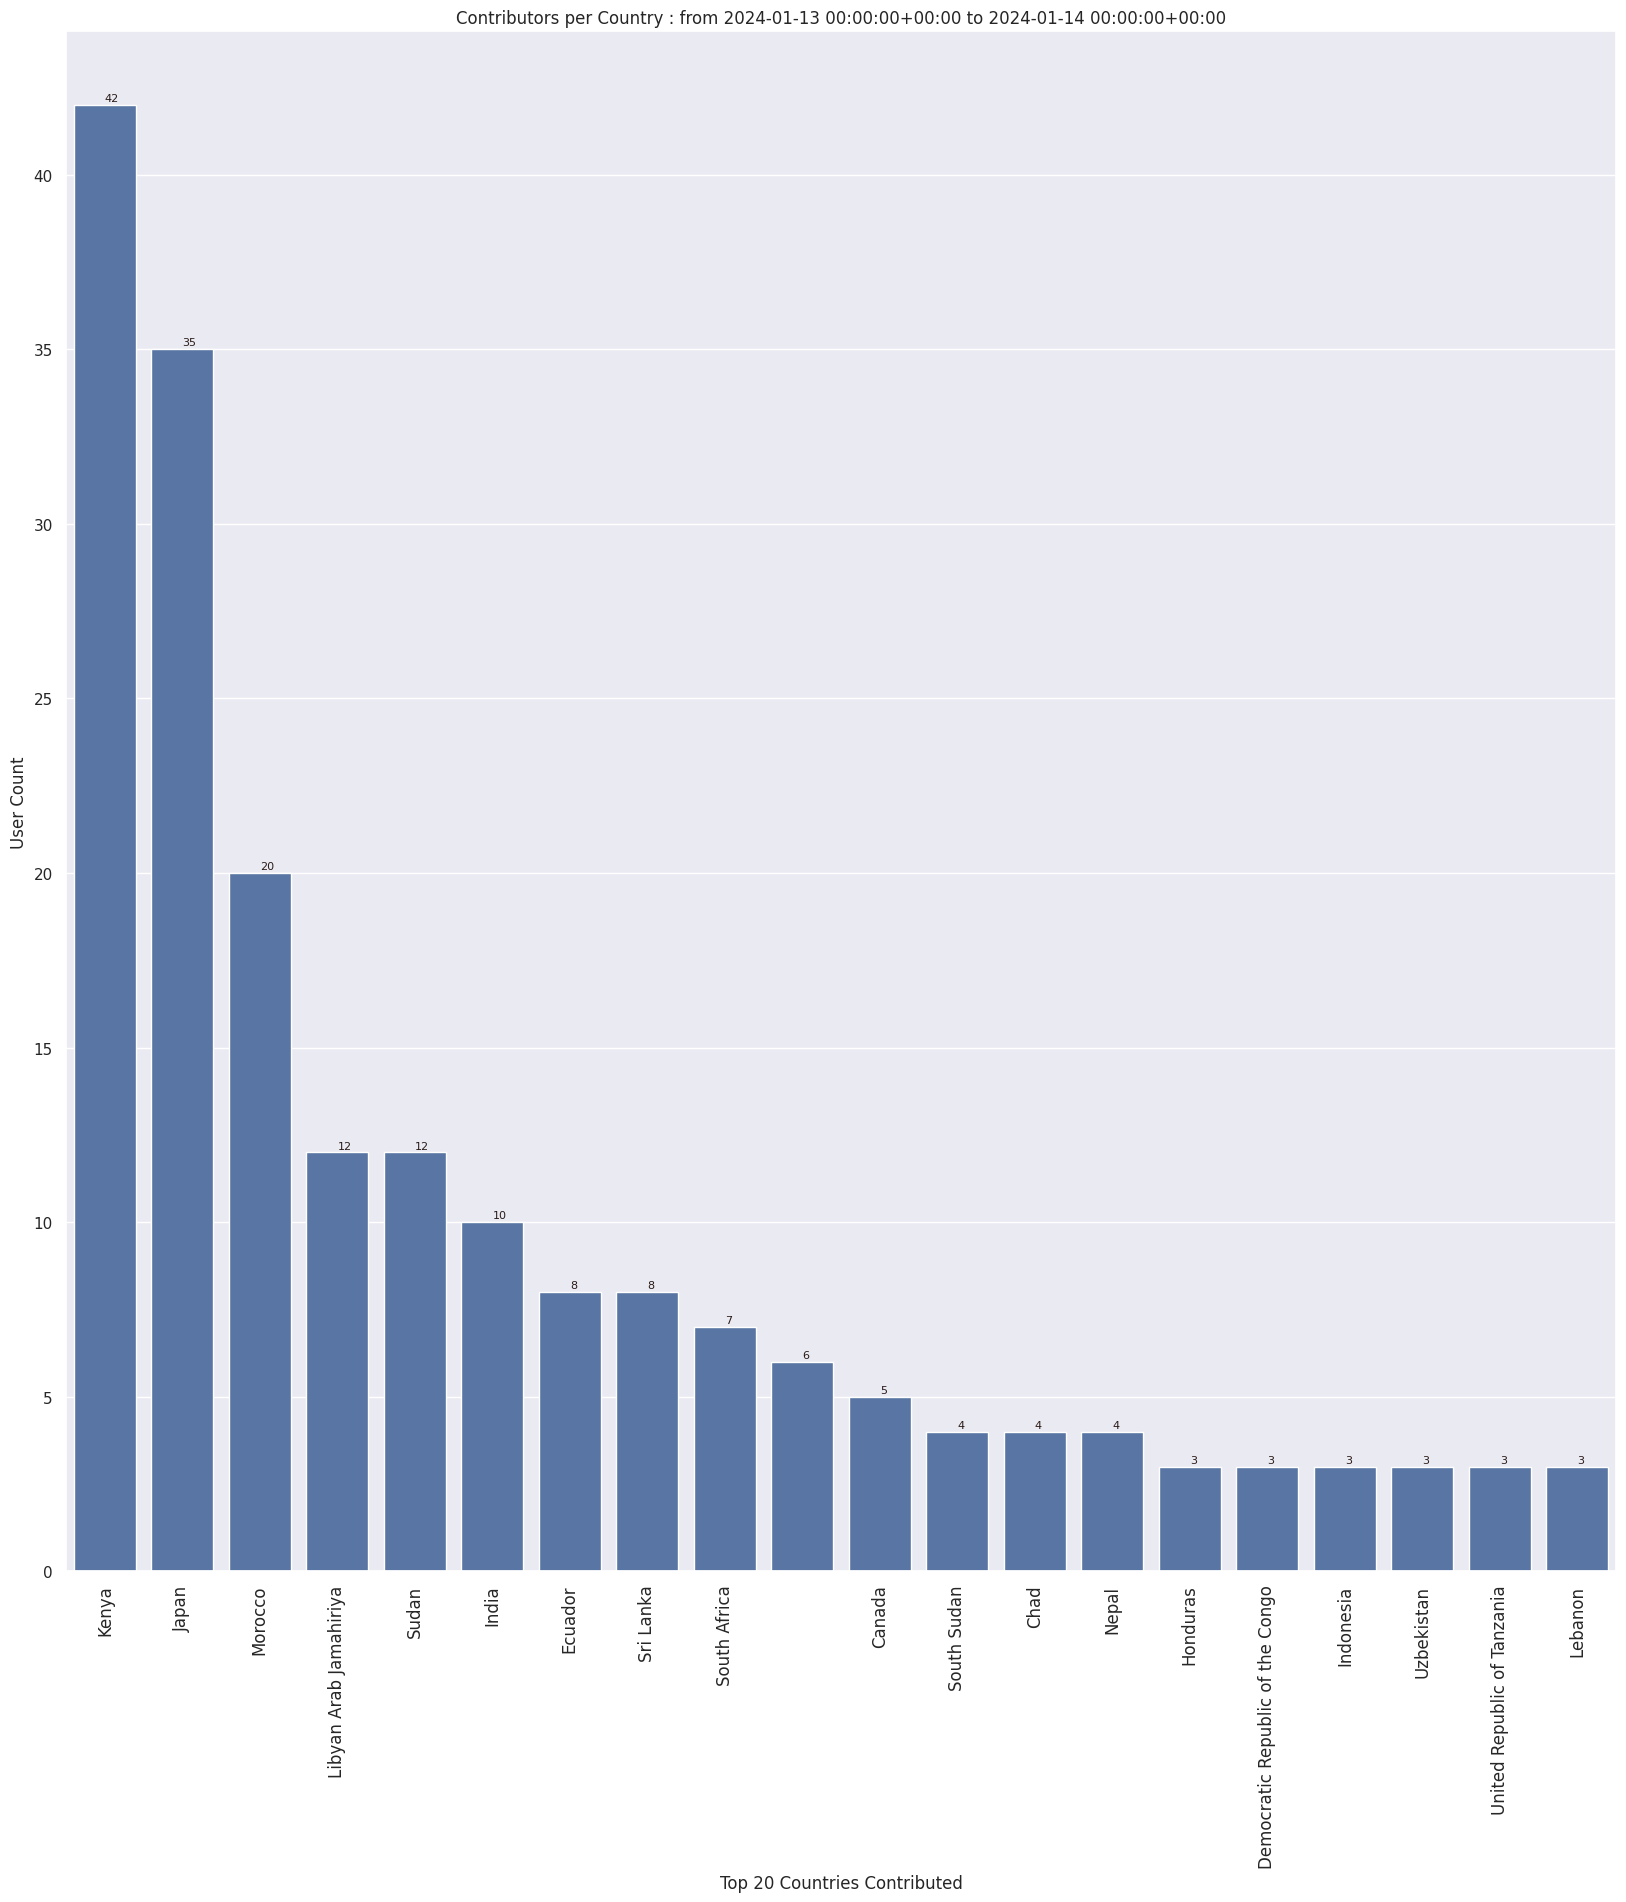 Contributors per Country : from 2024-01-13 00:00:00+00:00 to 2024-01-14 00:00:00+00:00
User Count
40
35
30
25
20
15
10
5
0
42
35
20
12
12
10
8
8
7
6
5
4
4
4
3
3
3
3
3
3
Kenya
Japan
Morocco
Libyan Arab Jamahiriya
Sudan
India
Ecuador
Sri Lanka
South Africa
Canada
South Sudan
Chad
Nepal
Honduras
Democratic Republic of the Congo
Indonesia
Uzbekistan
United Republic of Tanzania
Lebanon
Top 20 Countries Contributed